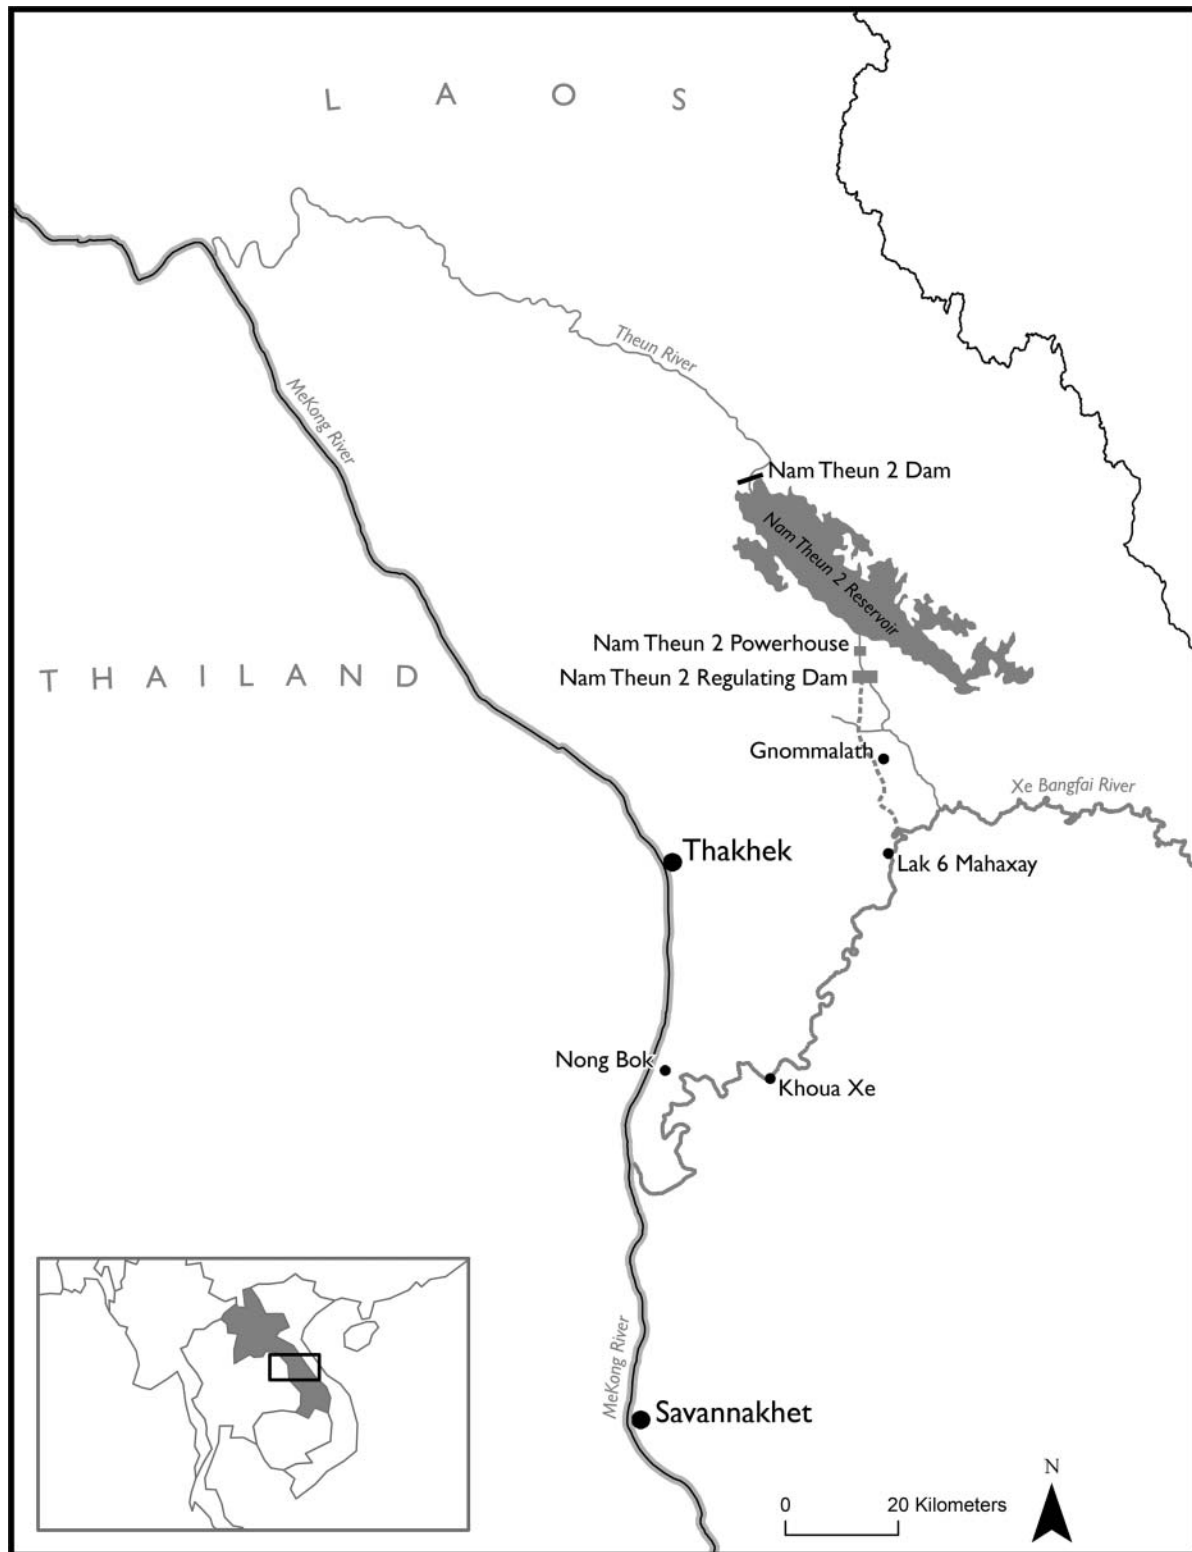 L A O S
Theun River
MeKong River
Nam Theun 2 Dam
Nam Theun 2 Reservoir
Nam Theun 2 Powerhouse
THAILAND
Nam Theun 2 Regulating Dam
Gnommalath
Xe Bangfai River
Thakhek
Lak 6 Mahaxay
Nong Bok
Khoua Xe
MeKong River
Savannakhet
N
0 20 Kilometers